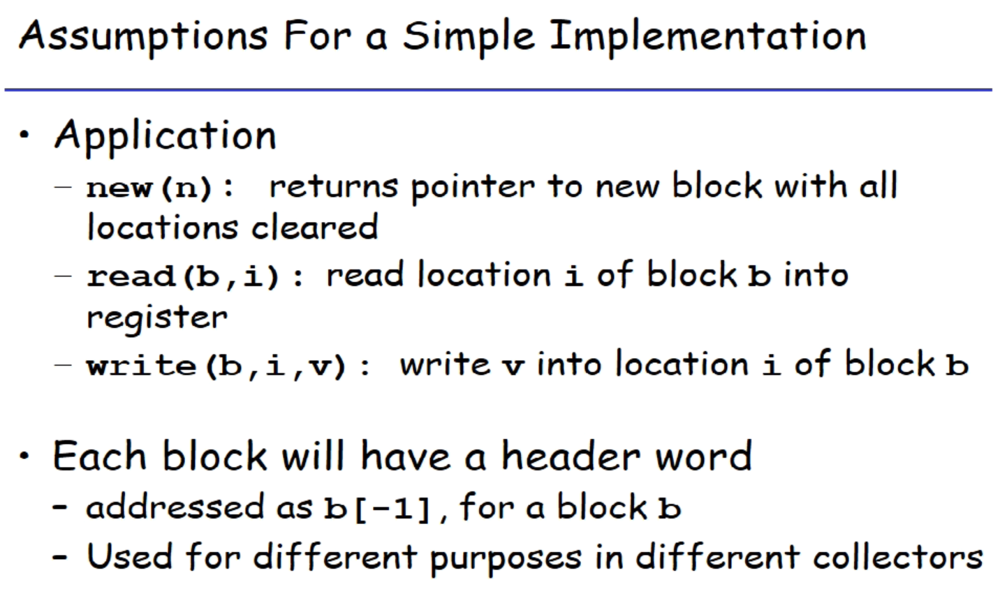 Assumptions For a Simple Implementation
• Application
– new(n): returns pointer to new block with all
locations cleared
– read(b,i): read location i of block b into
register
– write(b,i,v): write v into location i of block b
• Each block will have a header word
– addressed as b[-1], for a block b
– Used for different purposes in different collectors